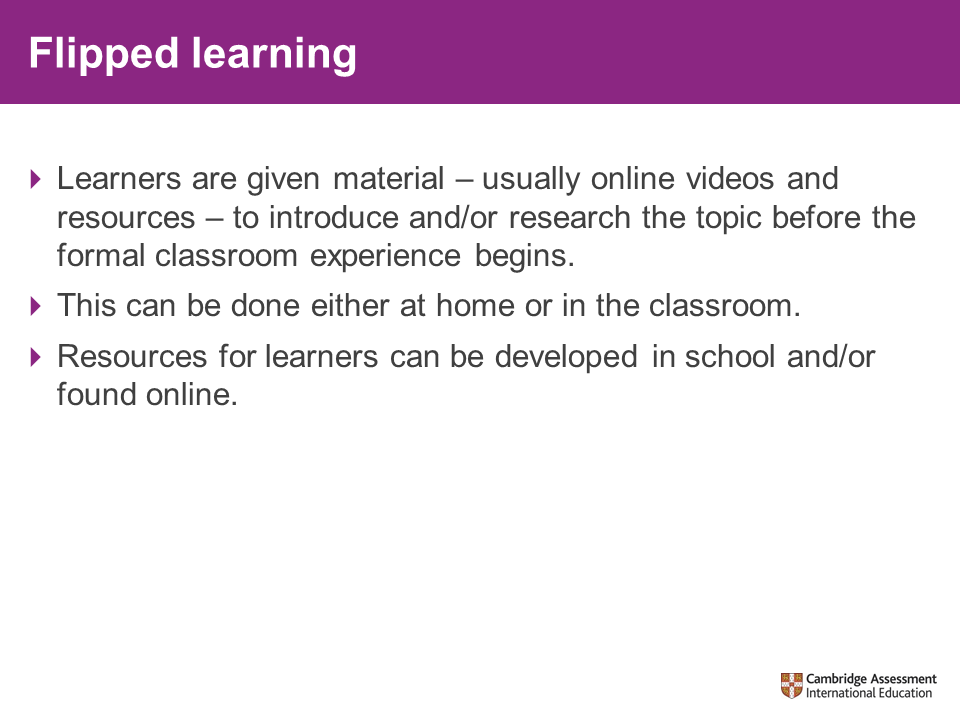 Flipped learning
Learners are given material – usually online videos and
resources – to introduce and/or research the topic before the
formal classroom experience begins.
This can be done either at home or in the classroom.
Resources for learners can be developed in school and/or
found online.
Cambridge Assessment
International Education